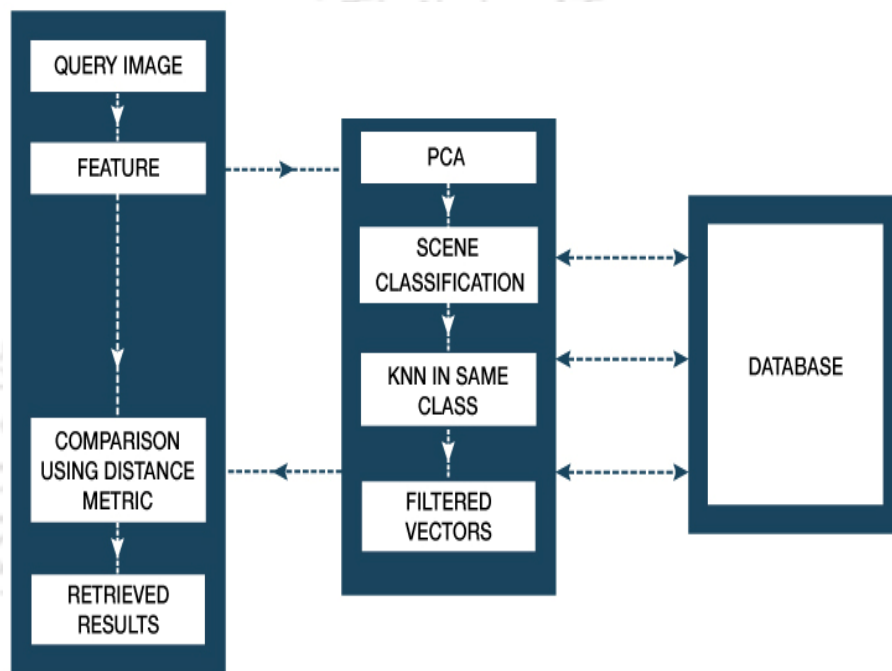 QUERY IMAGE
FEATURE
COMPARISON
USING DISTANCE
METRIC
RETRIEVED
RESULTS
PCA
SCENE
CLASSIFICATION
KNN IN SAME
CLASS
FILTERED
VECTORS
DATABASE